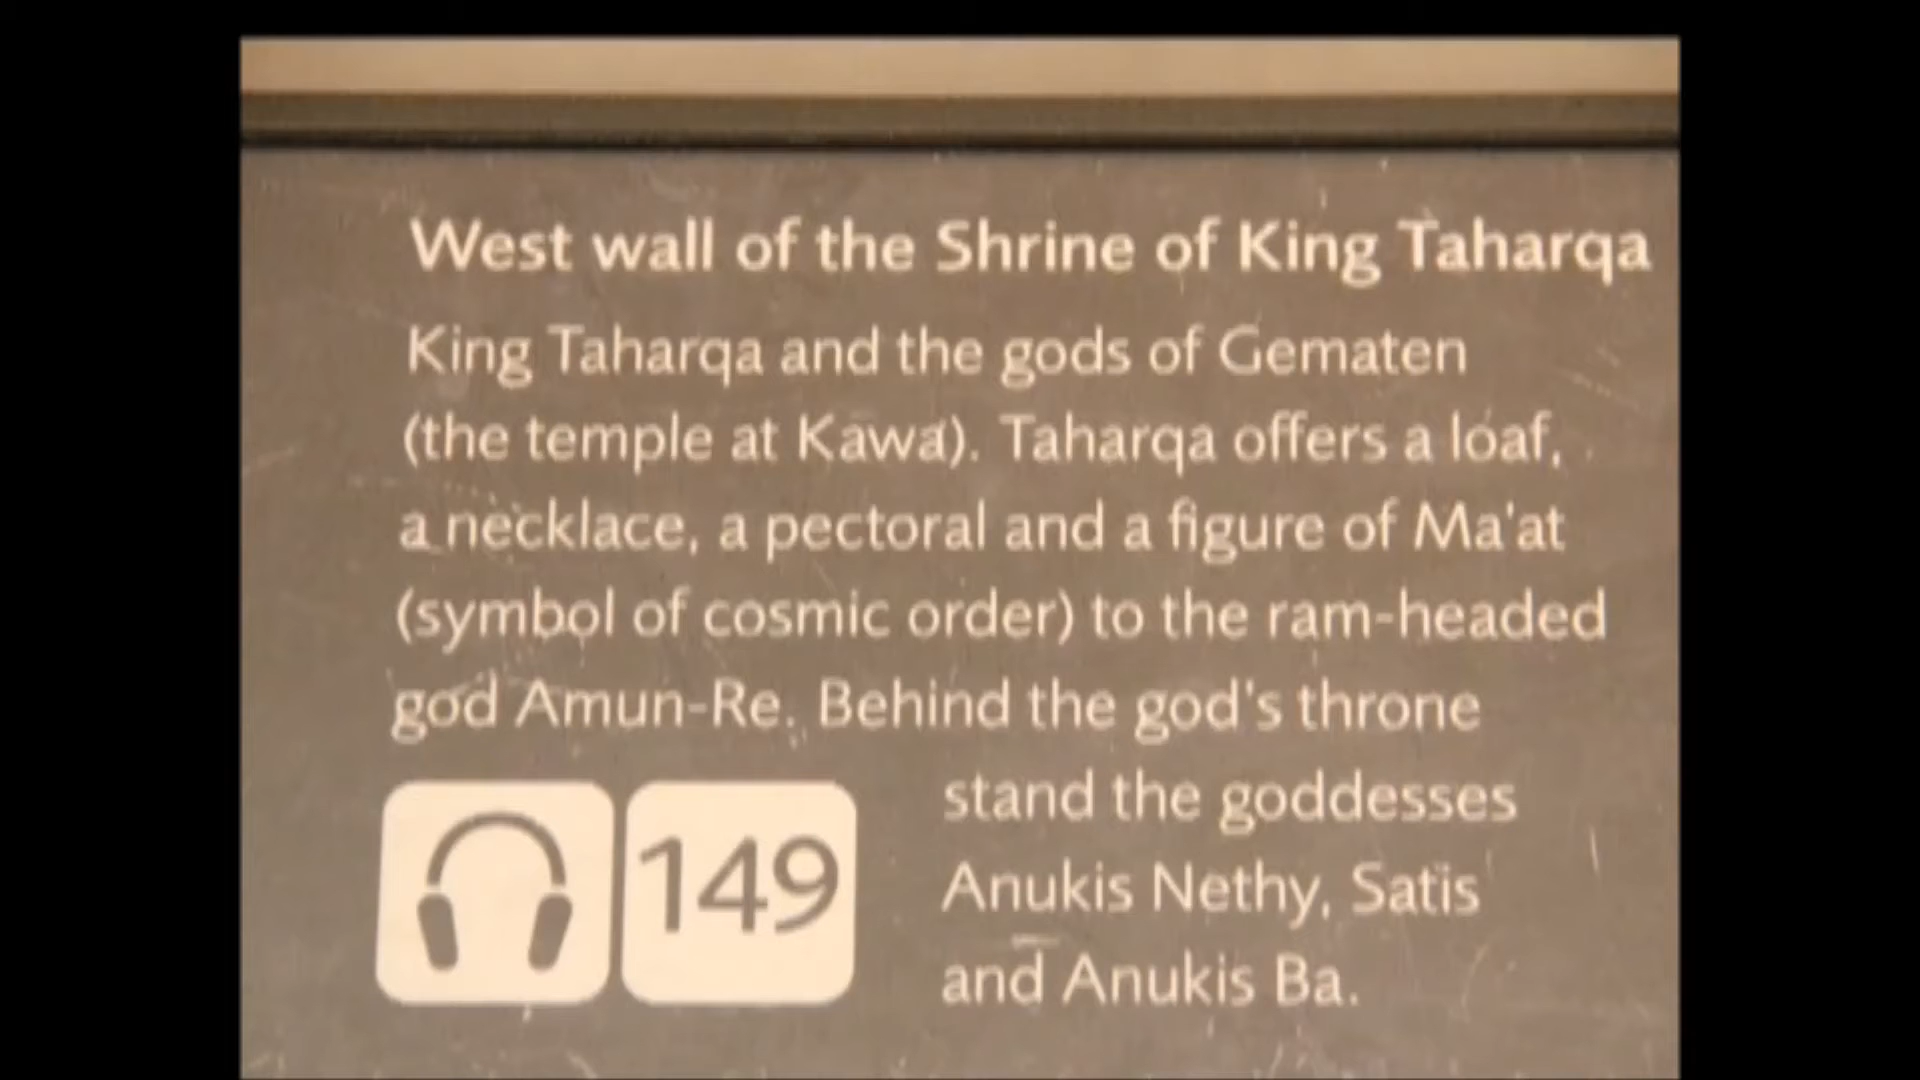 West wall of the Shrine of King Taharqa
King Taharqa and the gods of Gematen
(the temple at Kawa). Taharqa offers a loaf,
a necklace, a pectoral and a figure of Ma'at
(symbol of cosmic order) to the ram-headed
god Amun-Re. Behind the god's throne
stand the goddesses
Anukis Nethy, Satis
and Anukis Ba.
149